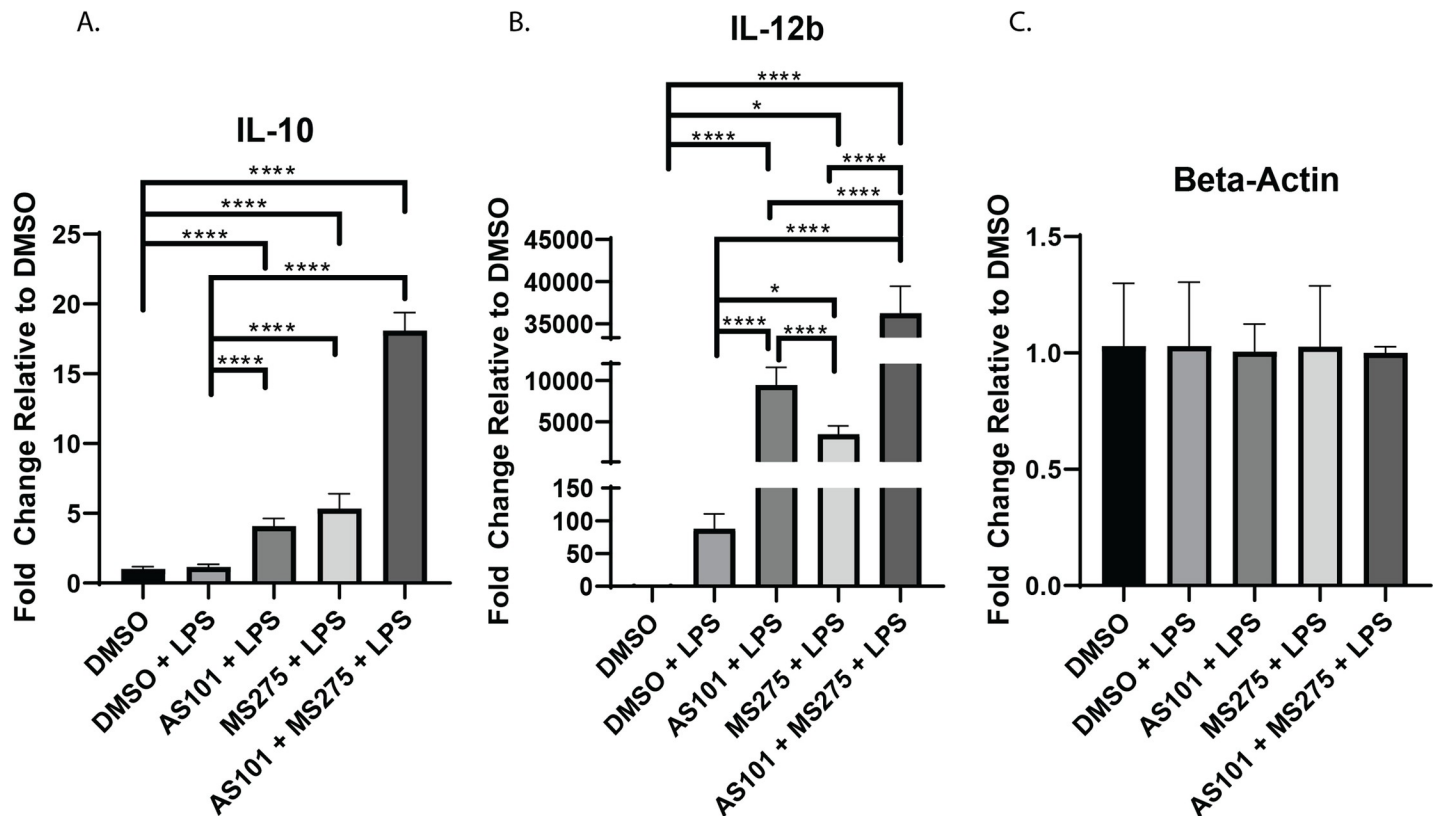 A.
IL-10
****
****
****
****
****
****
Fold Change Relative to DMSO
25
20
15
10
5
0
DMSO
DMSO + LPS
AS101 + LPS
MS275 + LPS
AS101 + MS275 + LPS
B.
IL-12b
****
*
****
****
****
****
*
****
****
Fold Change Relative to DMSO
45000
40000
35000
10000
5000
150
100
50
0
DMSO
DMSO + LPS
AS101 + LPS
MS275 + LPS
AS101 + MS275 + LPS
C.
Beta-Actin
Fold Change Relative to DMSO
1.5
1.0
0.5
0.0
DMSO
DMSO + LPS
AS101 + LPS
MS275 + LPS
AS101 + MS275 + LPS